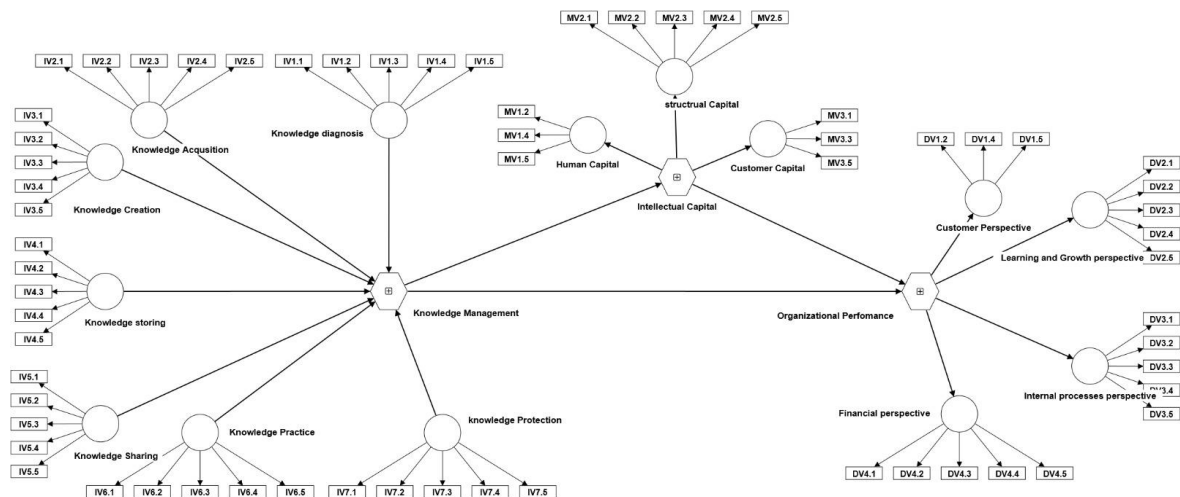 MV2.1 MV2.2 MV2.3 MV2.4 MV2.5
IV2.1 IV2.2 IV2.3 IV2.4 IV2.5
IV1.1 IV1.2 IV1.3 IV1.4 IV1.5
structrual Capital
Knowledge diagnosis
Knowledge Acqusition
IV3.1
IV3.2
IV3.3
IV3.4
IV3.5
Knowledge Creation
MV1.2
MV1.4
MV1.5
Human Capital
MV3.1
MV3.3
MV3.5
Customer Capital
Intellectual Capital
DV1.2 DV1.4 DV1.5
Customer Perspective
DV2.1
DV2.2
DV2.3
DV2.4
DV2.5
Learning and Growth perspective
IV4.1
IV4.2
IV4.3
IV4.4
IV4.5
Knowledge storing
Knowledge Management
Organizational Perfomance
DV3.1
DV3.2
DV3.3
DV3.4
DV3.5
Internal processes perspective
IV5.1
IV5.2
IV5.3
IV5.4
IV5.5
Knowledge Sharing
Knowledge Practice
knowledge Protection
Financial perspective
IV6.1 IV6.2 IV6.3 IV6.4 IV6.5
IV7.1 IV7.2 IV7.3 IV7.4 IV7.5
DV4.1 DV4.2 DV4.3 DV4.4 DV4.5